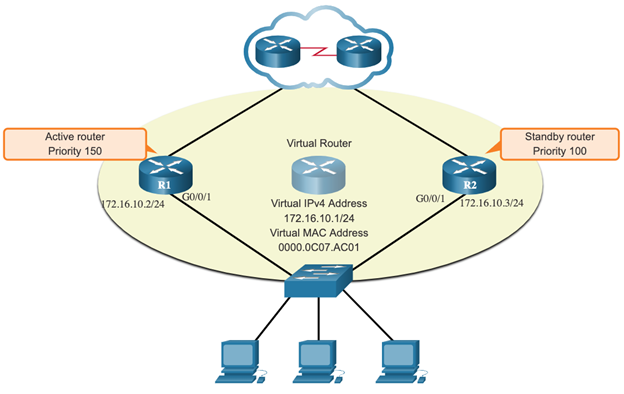 Active router
Priority 150
Standby router
Priority 100
Virtual Router
R1
R2
172.16.10.2/24
G0/0/1
G0/0/1
172.16.10.3/24
Virtual IPv4 Address
172.16.10.1/24
Virtual MAC Address
0000.0C07.AC01